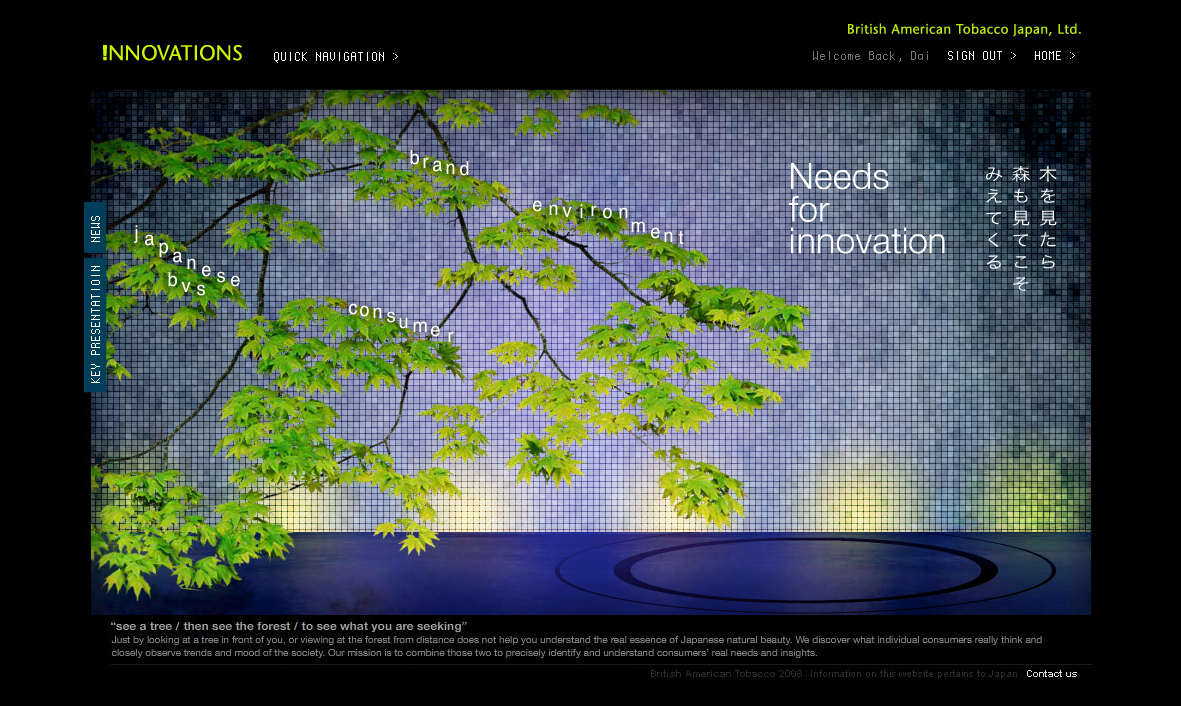 British American Tobacco Japan, Ltd.
!NNOVATIONS
QUICK NAVIGATION >
Welcome Back, Dai
SIGN OUT >
HOME >
brand
environ
ment
japanese
bvs
consumer
Needs
for
innovation
木を見たら
森も見てこそ
みえてくる
NEWS
KEY PRESENTATIOIN
“see a tree / then see the forest / to see what you are seeking”
Just by looking at a tree in front of you, or viewing at the forest from distance does not help you understand the real essence of Japanese natural beauty. We discover what individual consumers really think and
closely observe trends and mood of the society. Our mission is to combine those two to precisely identify and understand consumers' real needs and insights.
British American Tobacco 2008 : Information on this website pertains to Japan
Contact us